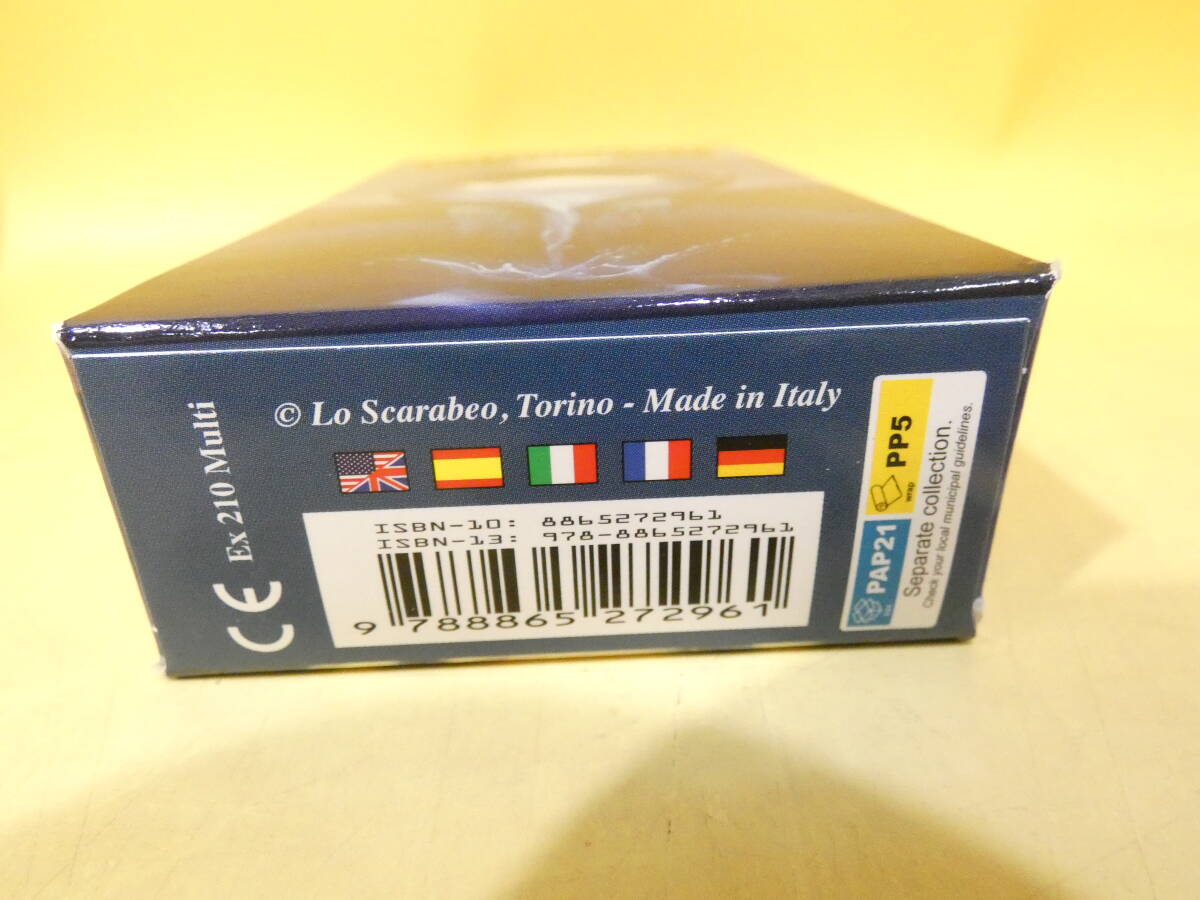 © Lo Scarabeo, Torino - Made in Italy
Ex 210 Multi
CE
ISBN-10: 8865272961
ISBN-13: 978-8865272961
9 788865 272961
PAP21
PP5
wrap
Separate collection.
Check your local municipal guidelines.